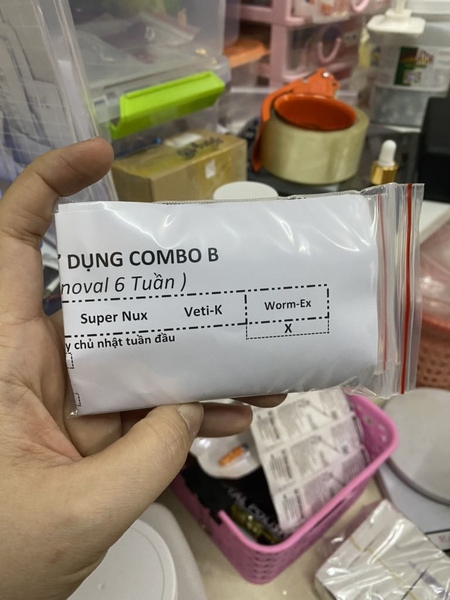 DỤNG COMBO B
noval 6 Tuần )
Super Nux Veti-K Worm-Ex
X
y chủ nhật tuần đầu